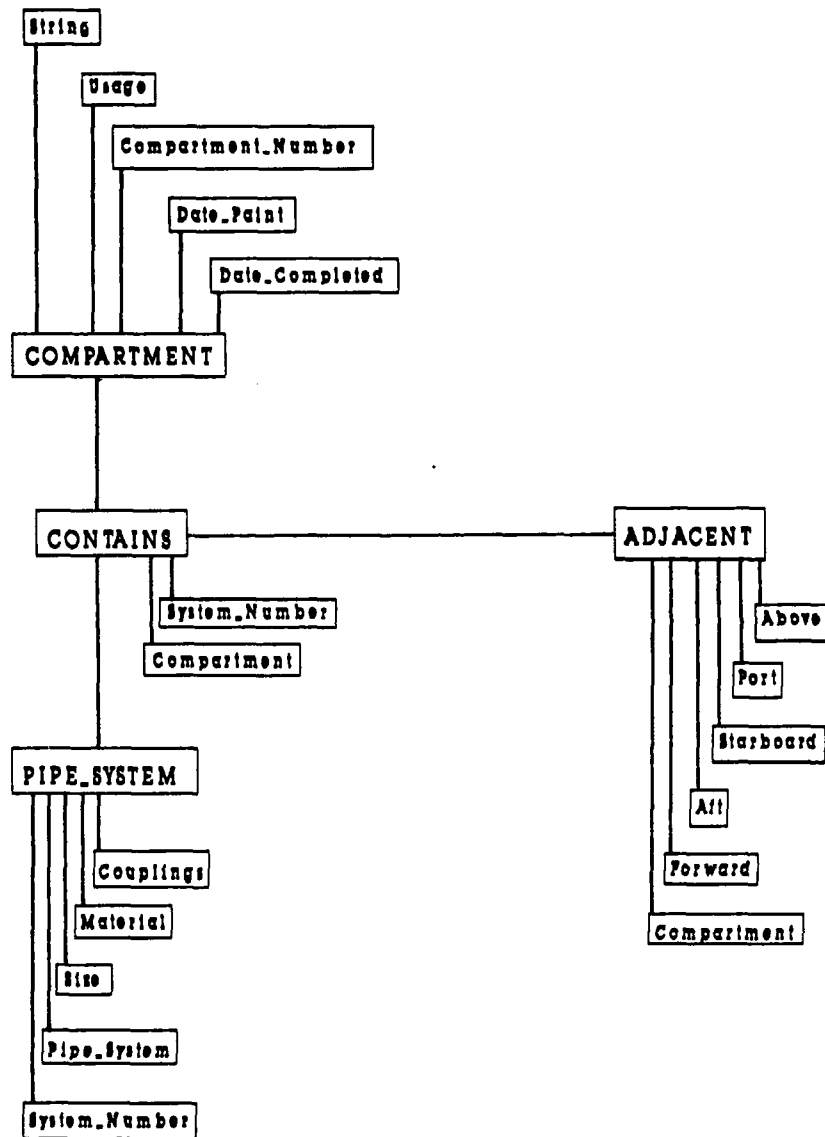 String
Usage
Compartment_Number
Date_Paint
Date_Completed
COMPARTMENT
CONTAINS
ADJACENT
System_Number
Compartment
Above
Port
Starboard
Aft
Forward
Compartment
PIPE_SYSTEM
Couplings
Material
Size
Pipe_System
System_Number